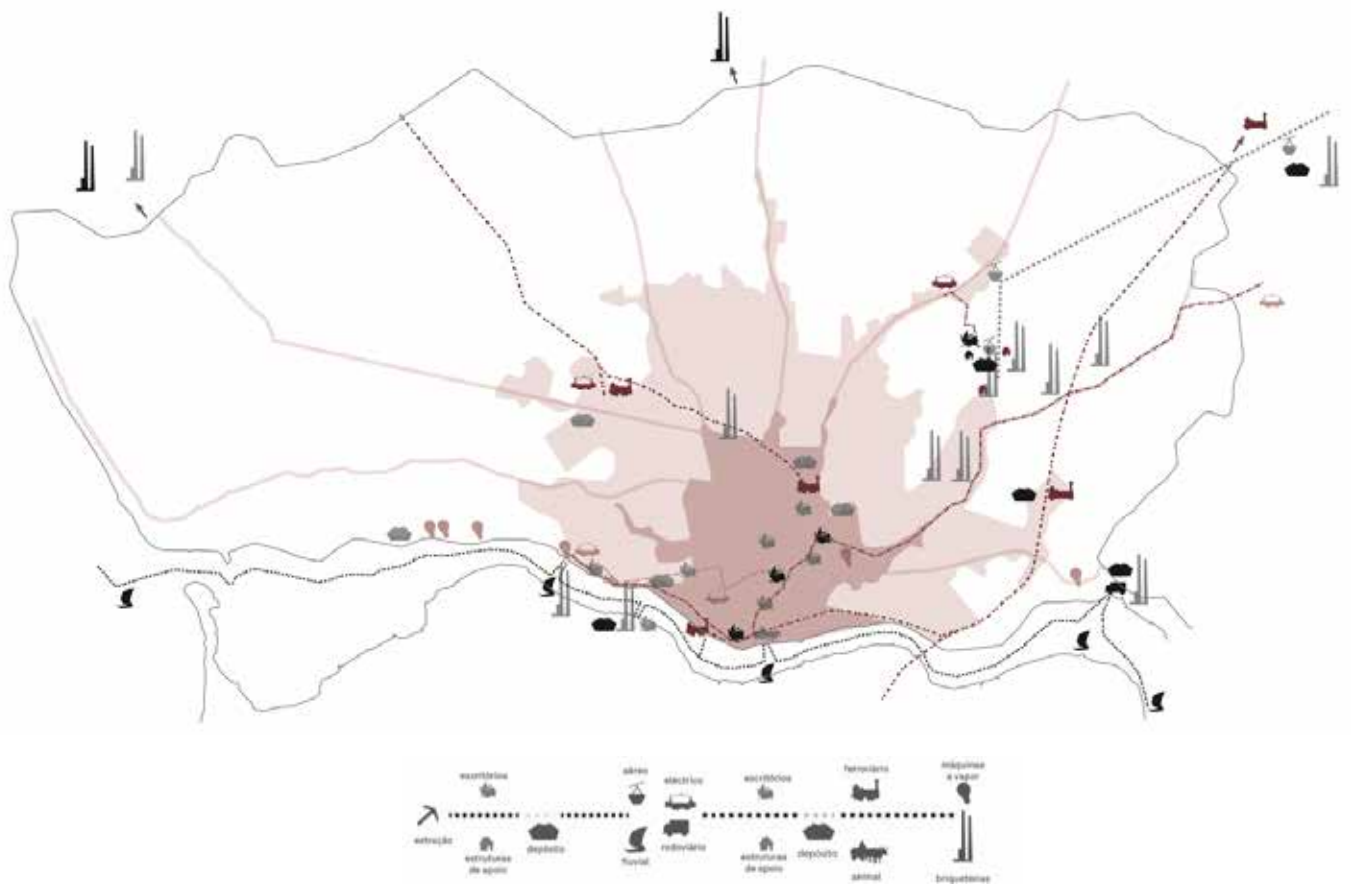 escritórios
aéreo
eléctrico
escritórios
ferroviário
máquinas
a vapor
extração
estruturas
de apoio
depósito
fluvial
rodoviário
estruturas
de apoio
depósito
animal
briqueteiras